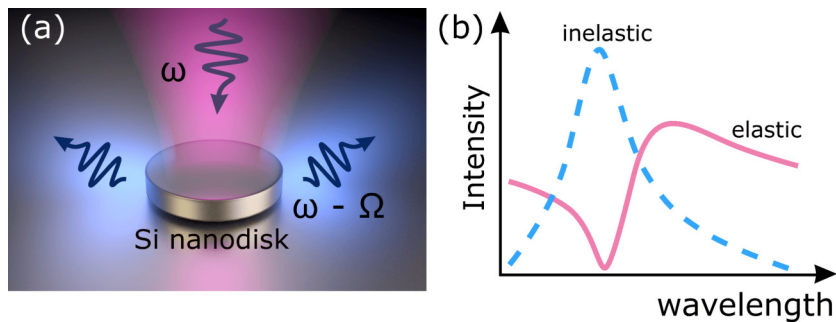 (a)
ω
ω - Ω
Si nanodisk
(b)
inelastic
elastic
Intensity
wavelength